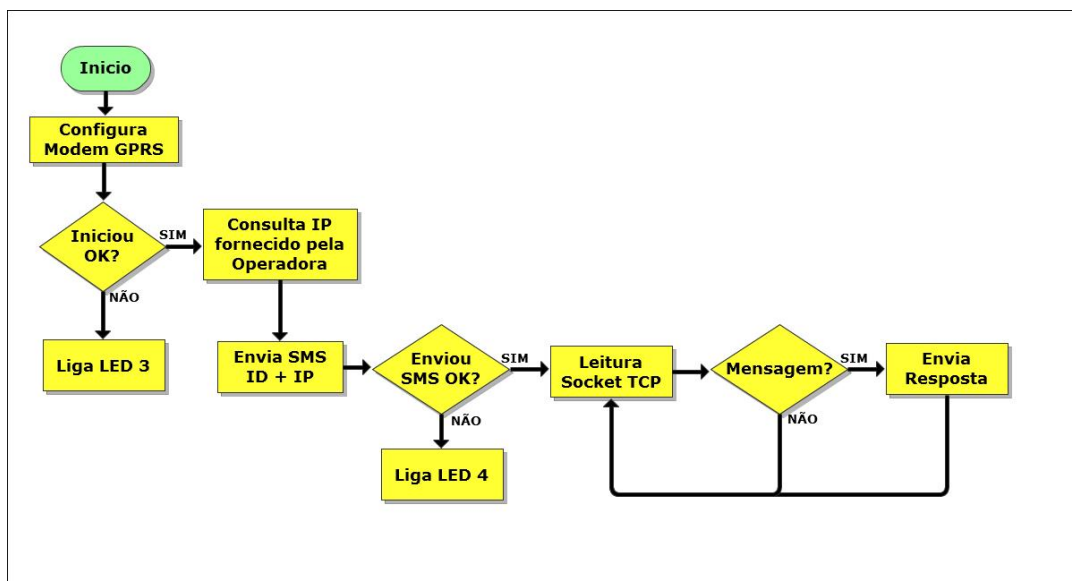 Inicio
Configura
Modem GPRS
Iniciou
OK?
SIM
NÃO
Liga LED 3
Consulta IP
fornecido pela
Operadora
Envia SMS
ID + IP
Enviou
SMS OK?
SIM
NÃO
Liga LED 4
Leitura
Socket TCP
Mensagem?
SIM
NÃO
Envia
Resposta